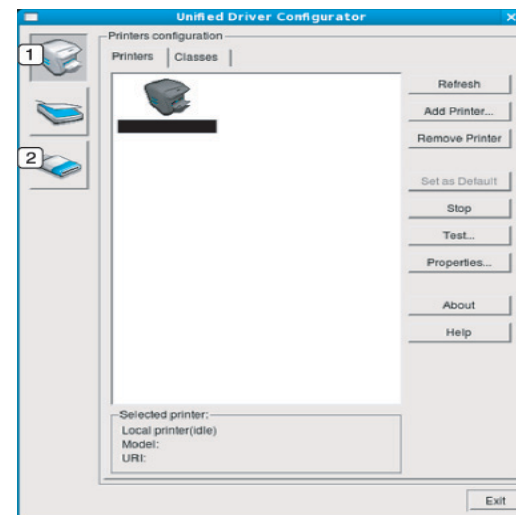 Unified Driver Configurator
Printers configuration
1
Printers
Classes
Refresh
Add Printer...
Remove Printer
2
Set as Default
Stop
Test...
Properties...
About
Help
Selected printer:
Local printer(idle)
Model:
URI:
Exit